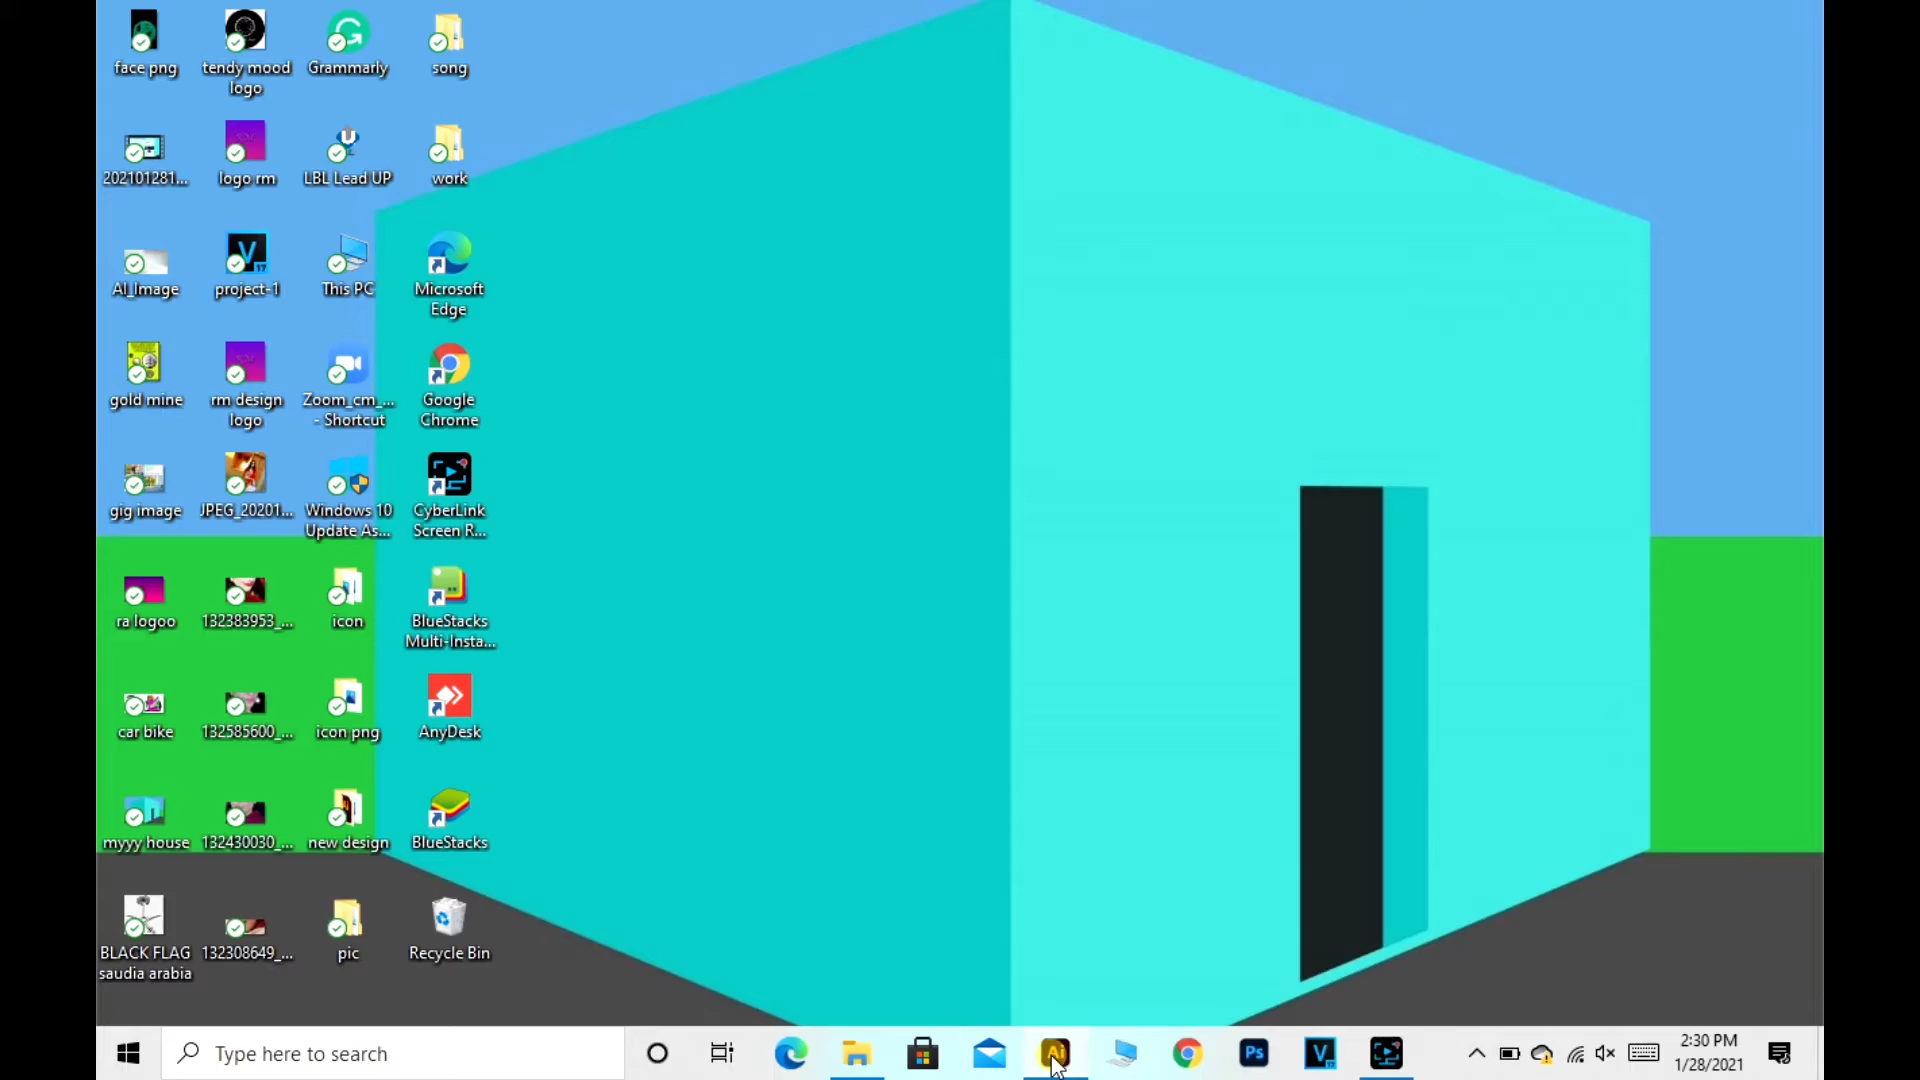 face png
tendy mood
logo
Grammarly
song
202101281...
logo rm
LBL Lead UP
work
AI_Image
V
17
project-1
This PC
Microsoft
Edge
gold mine
rm design
logo
Zoom_cm_...
- Shortcut
Google
Chrome
gig image
JPEG_20201...
Windows 10
Update As...
CyberLink
Screen R...
ra logoo
132383953_...
icon
BlueStacks
Multi-Insta...
car bike
132585600_...
icon png
AnyDesk
myyy house
132430030_...
new design
BlueStacks
BLACK FLAG
saudia arabia
132308649_...
pic
Recycle Bin
Type here to search
Ai
Ps
V
2:30 PM
1/28/2021